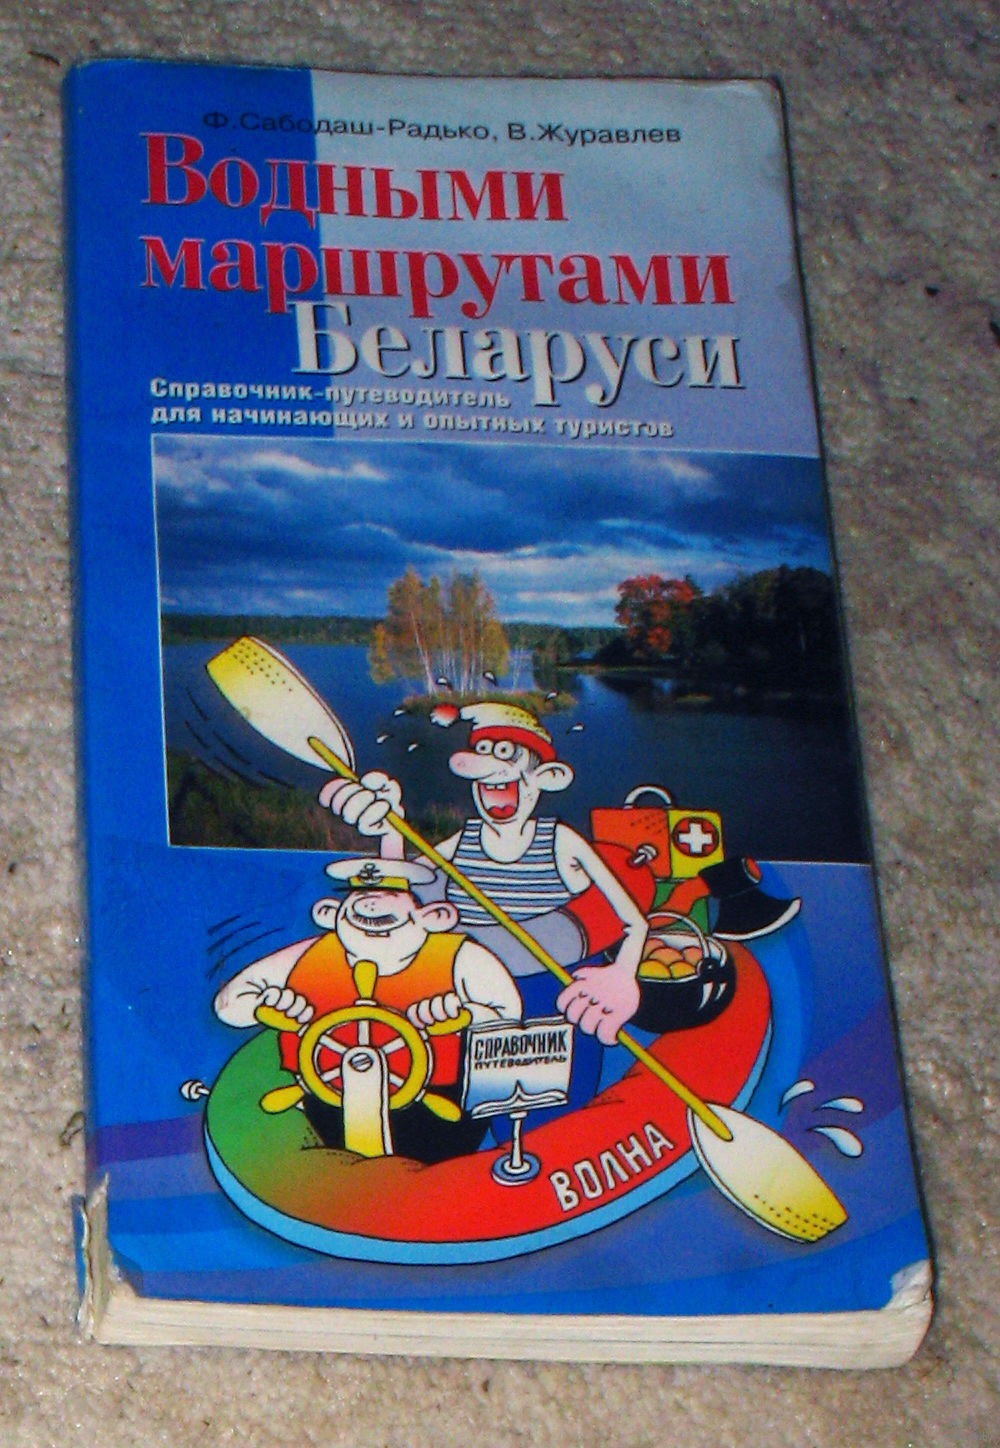 Ф.Сабодаш-Радько, В.Журавлев
Водными
маршрутами
Беларуси
Справочник-путеводитель
для начинающих и опытных туристов
СПРАВОЧНИК
ПУТЕВОДИТЕЛЬ
ВОЛНА